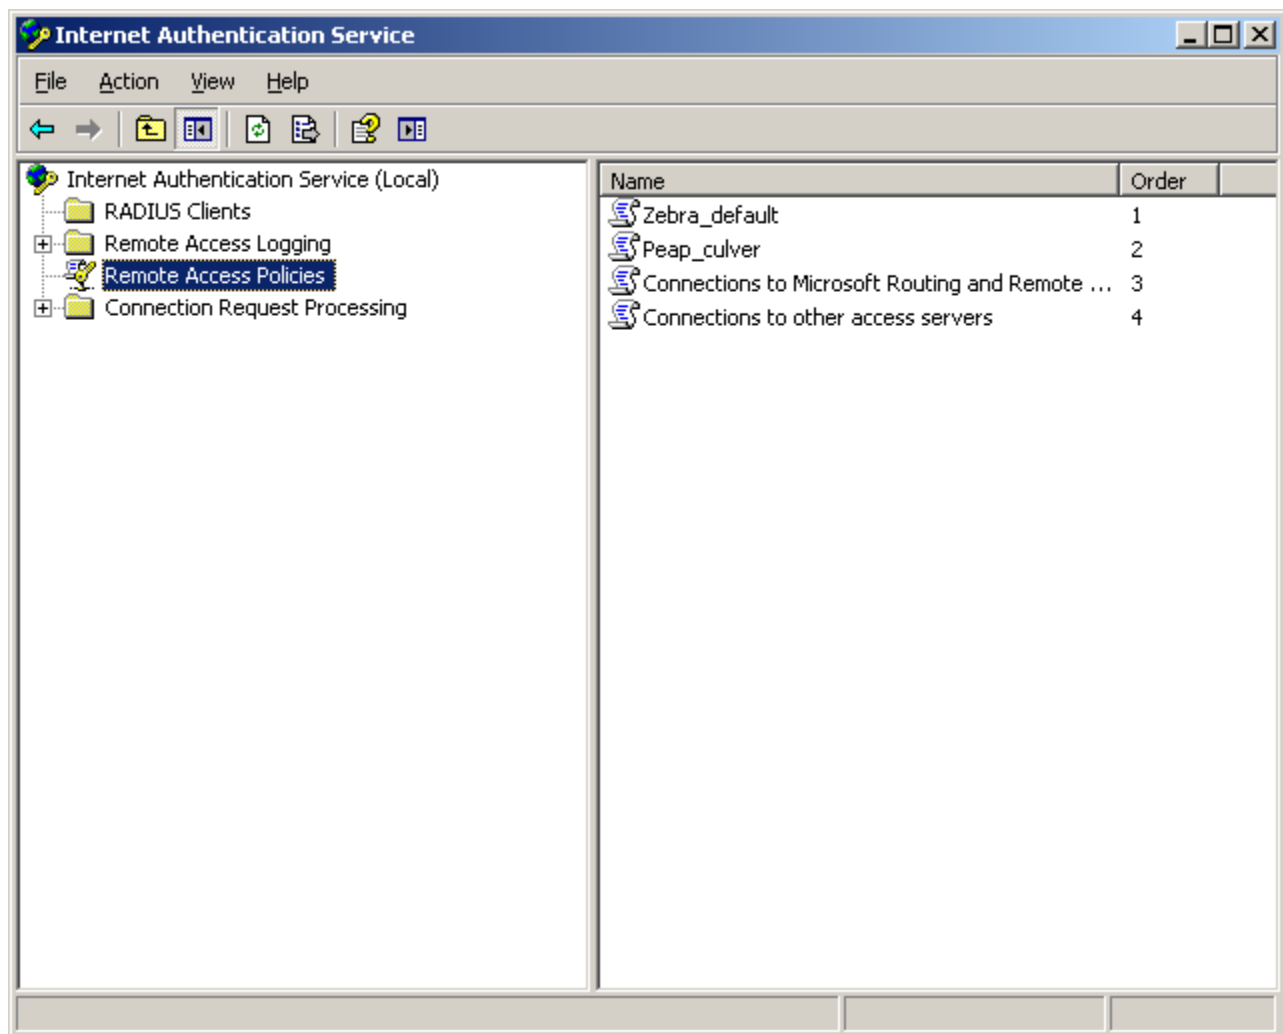 Internet Authentication Service
File Action View Help
Internet Authentication Service (Local)
RADIUS Clients
Remote Access Logging
Remote Access Policies
Connection Request Processing
Name Order
Zebra_default 1
Peap_culver 2
Connections to Microsoft Routing and Remote ... 3
Connections to other access servers 4